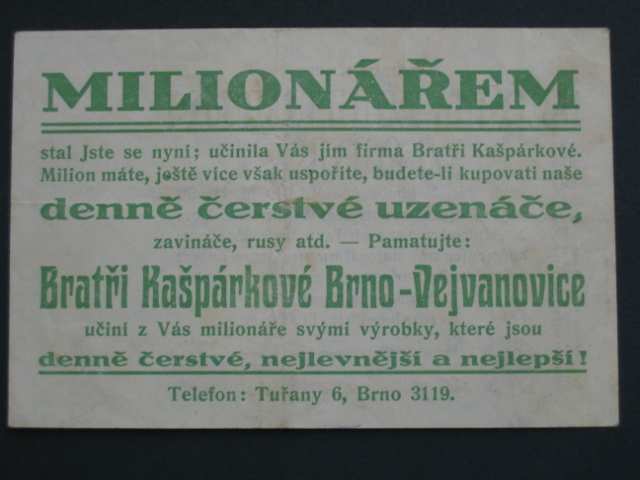 MILIONÁŘEM
stal Jste se nyní; učinila Vás jím firma Bratři Kašpárkové.
Milion máte, ještě více však uspoříte, budete-li kupovati naše
denně čerstvé uzenáče,
zavináče, rusy atd. — Pamatujte:
Bratři Kašpárkové Brno-Vejvanovice
učiní z Vás milionáře svými výrobky, které jsou
denně čerstvé, nejlevnější a nejlepší!
Telefon: Tuřany 6, Brno 3119.